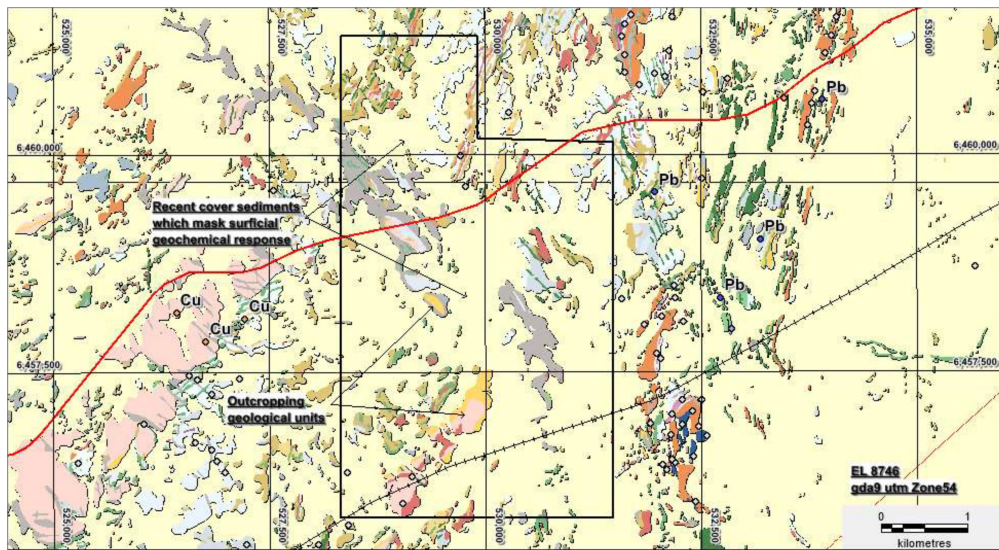 525,000
527,500
530,000
532,500
535,000
Pb
6,460,000
6,460,000
Pb
Recent cover sediments
which mask surficial
geochemical response
Pb
Pb
Cu
Cu
Cu
6,457,500
6,457,500
Outcropping
geological units
EL 8746
gda9 utm Zone54
525,000
527,500
530,000
532,500
0 1
kilometres